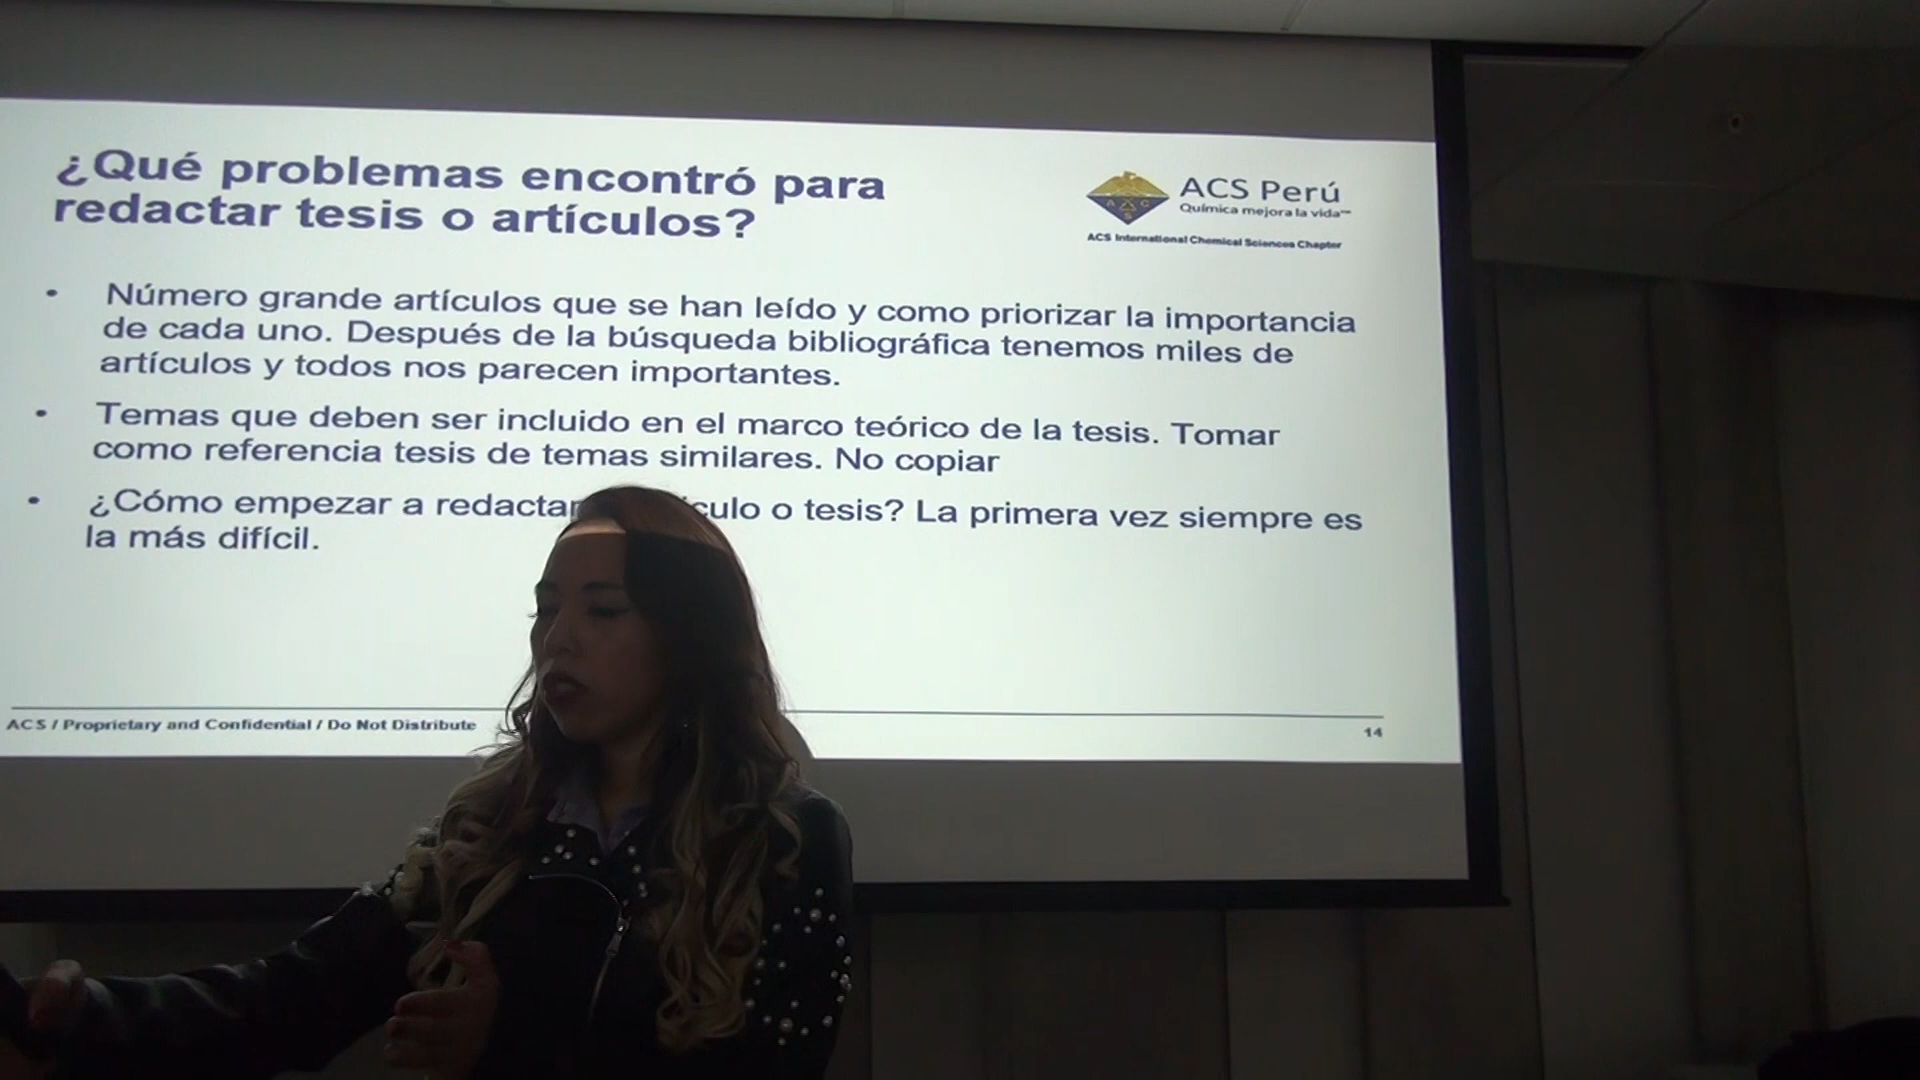 ¿Qué problemas encontró para
redactar tesis o artículos?
ACS Perú
Química mejora la vida™
ACS International Chemical Sciences Chapter
• Número grande artículos que se han leído y como priorizar la importancia
de cada uno. Después de la búsqueda bibliográfica tenemos miles de
artículos y todos nos parecen importantes.
• Temas que deben ser incluido en el marco teórico de la tesis. Tomar
como referencia tesis de temas similares. No copiar
• ¿Cómo empezar a redactar culo o tesis? La primera vez siempre es
la más difícil.
ACS / Proprietary and Confidential / Do Not Distribute
14